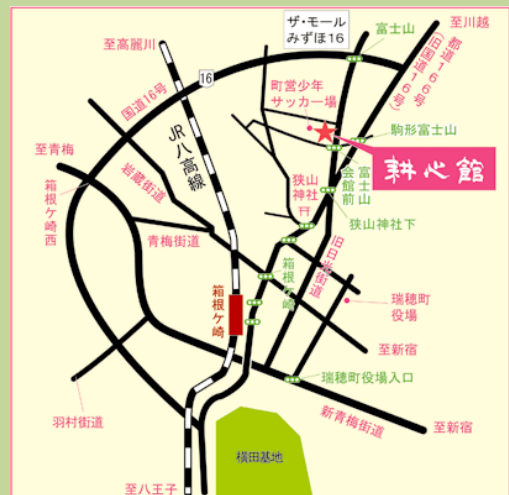 ザ・モール
みずほ16
至川越
至高麗川
富士山
都道166号
(旧国道16号)
16
国道16号
町営少年
サッカー場
駒形富士山
JR八高線
耕心館
至青梅
岩蔵街道
狭山
神社
富士山
会館前
箱根ケ崎西
狭山神社下
青梅街道
旧日光街道
箱根ケ崎
瑞穂町
役場
箱根ケ崎
至新宿
瑞穂町役場入口
新青梅街道
羽村街道
至新宿
横田基地
至八王子